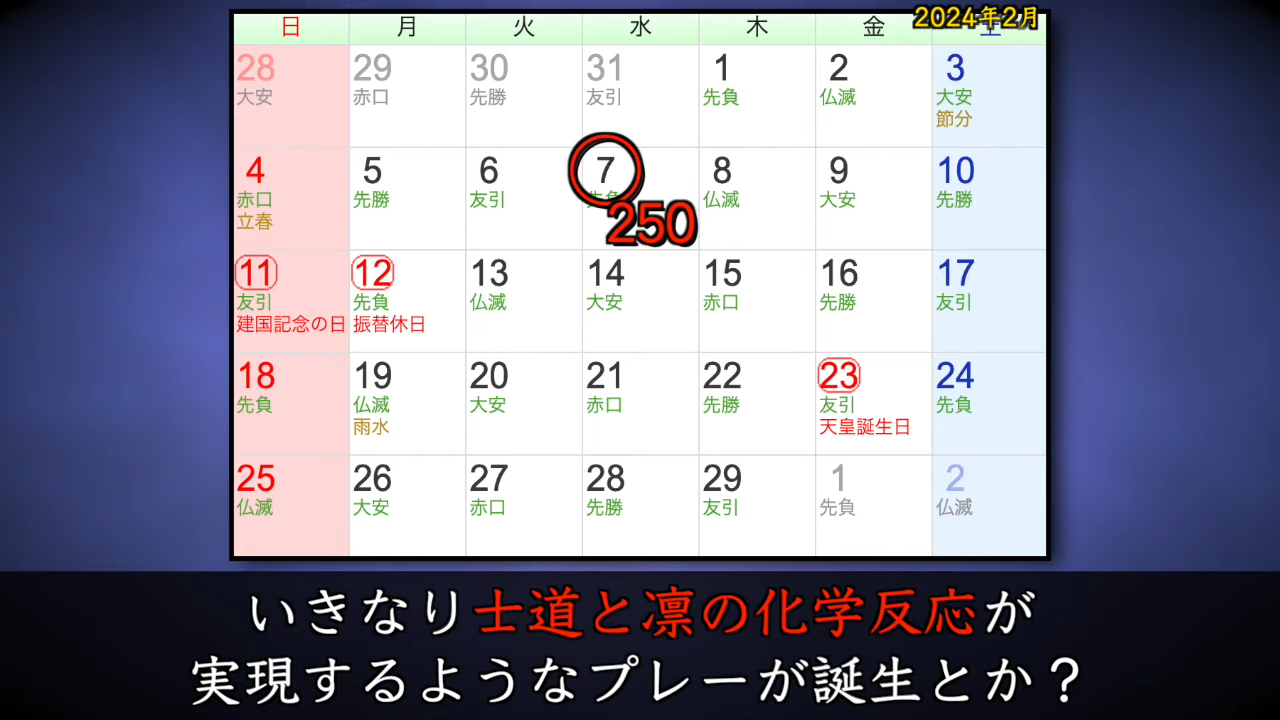 2024年2月
日 月 火 水 木 金 土
28 29 30 31 1 2 3
大安 赤口 先勝 友引 先負 仏滅 大安
節分
4 5 6 7 8 9 10
赤口 先勝 友引 先負 仏滅 大安 先勝
立春
250
11 12 13 14 15 16 17
友引 先負 仏滅 大安 赤口 先勝 友引
建国記念の日 振替休日
18 19 20 21 22 23 24
先負 仏滅 大安 赤口 先勝 友引 先負
雨水 天皇誕生日
25 26 27 28 29 1 2
仏滅 大安 赤口 先勝 友引 先負 仏滅
いきなり士道と凛の化学反応が
実現するようなプレーが誕生とか？